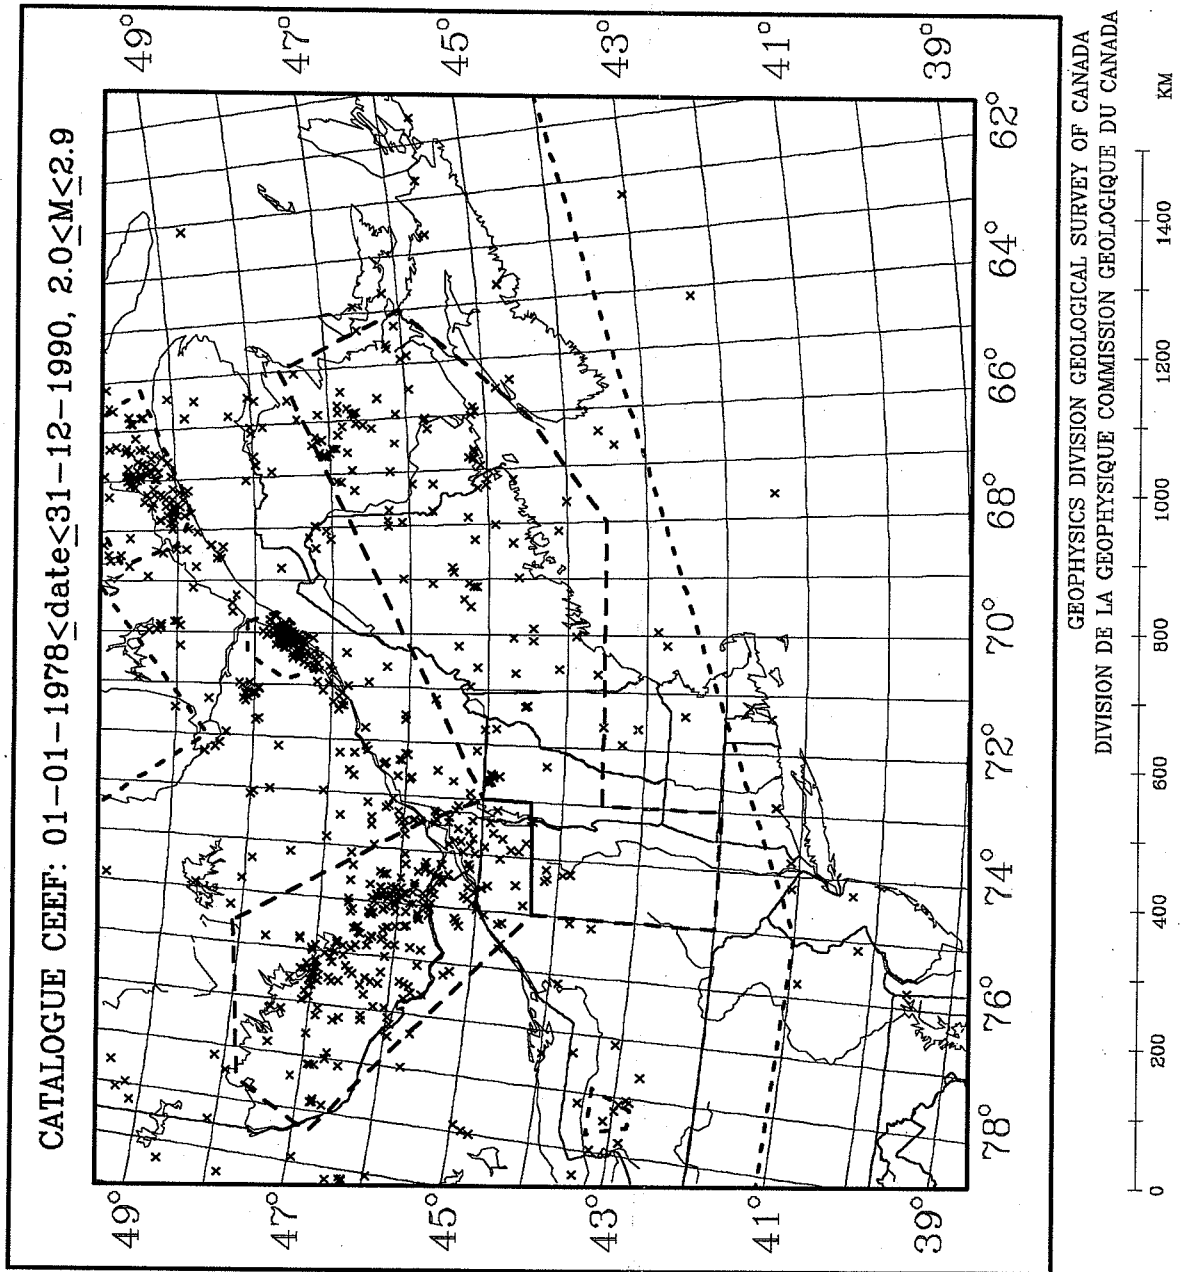 CATALOGUE CEEF: 01-01-1978≤date≤31-12-1990, 2.0≤M≤2.9
49° 47° 45° 43° 41° 39°
49° 47° 45° 43° 41° 39°
78° 76° 74° 72° 70° 68° 66° 64° 62°
GEOPHYSICS DIVISION GEOLOGICAL SURVEY OF CANADA
DIVISION DE LA GEOPHYSIQUE COMMISSION GEOLOGIQUE DU CANADA
0 200 400 600 800 1000 1200 1400 KM